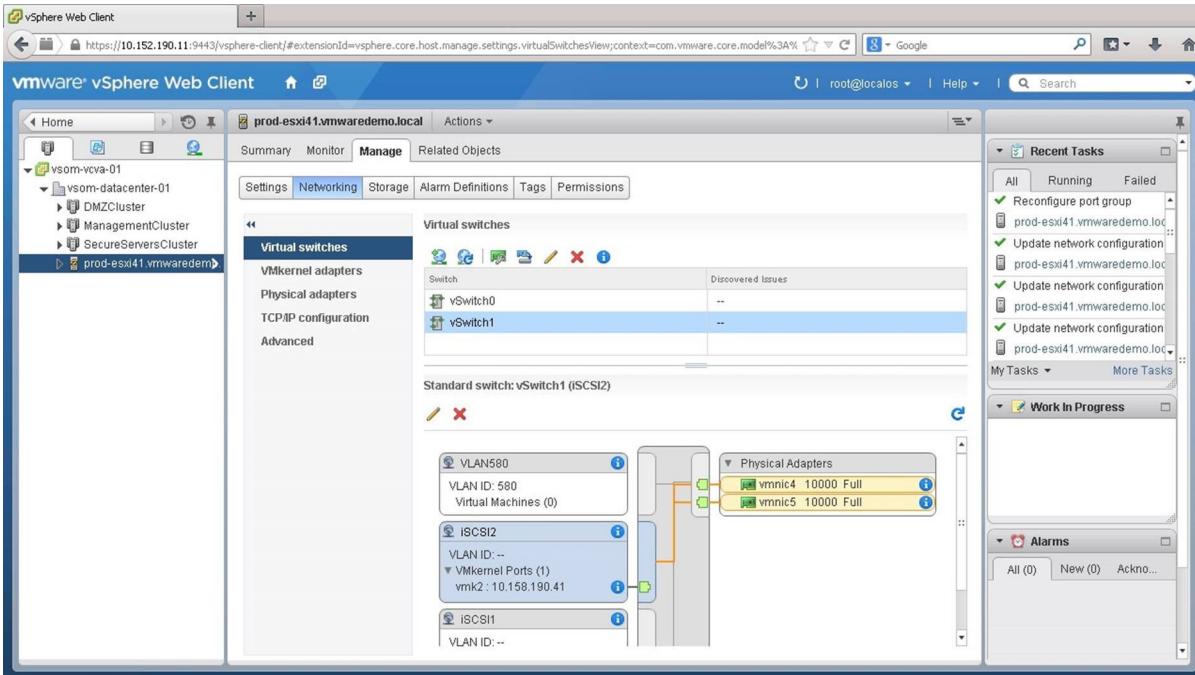 vSphere Web Client
https://10.152.190.11:9443/vsphere-client/#extensionId=vsphere.core.host.manage.settings.virtualSwitchesView;context=com.vmware.core.model%3A%
Google
vmware vSphere Web Client
root@localos
Help
Search
Home
vsom-vcva-01
vsom-datacenter-01
DMZCluster
ManagementCluster
SecureServersCluster
prod-esxi41.vmwaredem
prod-esxi41.vmwaredemo.local Actions
Summary Monitor Manage Related Objects
Settings Networking Storage Alarm Definitions Tags Permissions
Virtual switches
VMkernel adapters
Physical adapters
TCP/IP configuration
Advanced
Virtual switches
Switch Discovered Issues
vSwitch0 --
vSwitch1 --
Standard switch: vSwitch1 (iSCSI2)
VLAN580
VLAN ID: 580
Virtual Machines (0)
iSCSI2
VLAN ID: --
VMkernel Ports (1)
vmk2 : 10.158.190.41
iSCSI1
VLAN ID: --
Physical Adapters
vmnic4 10000 Full
vmnic5 10000 Full
Recent Tasks
All Running Failed
Reconfigure port group
prod-esxi41.vmwaredemo.loc
Update network configuration
prod-esxi41.vmwaredemo.loc
Update network configuration
prod-esxi41.vmwaredemo.loc
Update network configuration
prod-esxi41.vmwaredemo.loc
My Tasks More Tasks
Work In Progress
Alarms
All (0) New (0) Ackno...